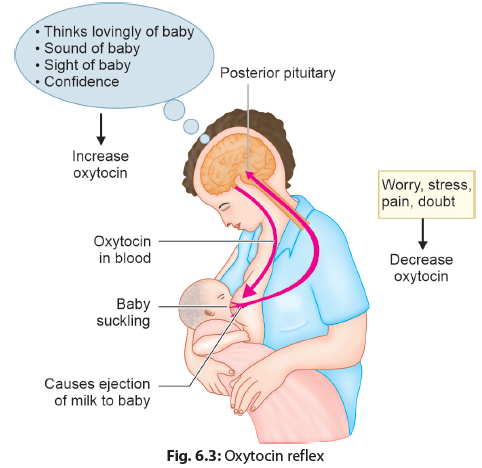 • Thinks lovingly of baby
• Sound of baby
• Sight of baby
• Confidence
Posterior pituitary
Increase
oxytocin
Worry, stress,
pain, doubt
Oxytocin
in blood
Decrease
oxytocin
Baby
suckling
Causes ejection
of milk to baby
Fig. 6.3: Oxytocin reflex